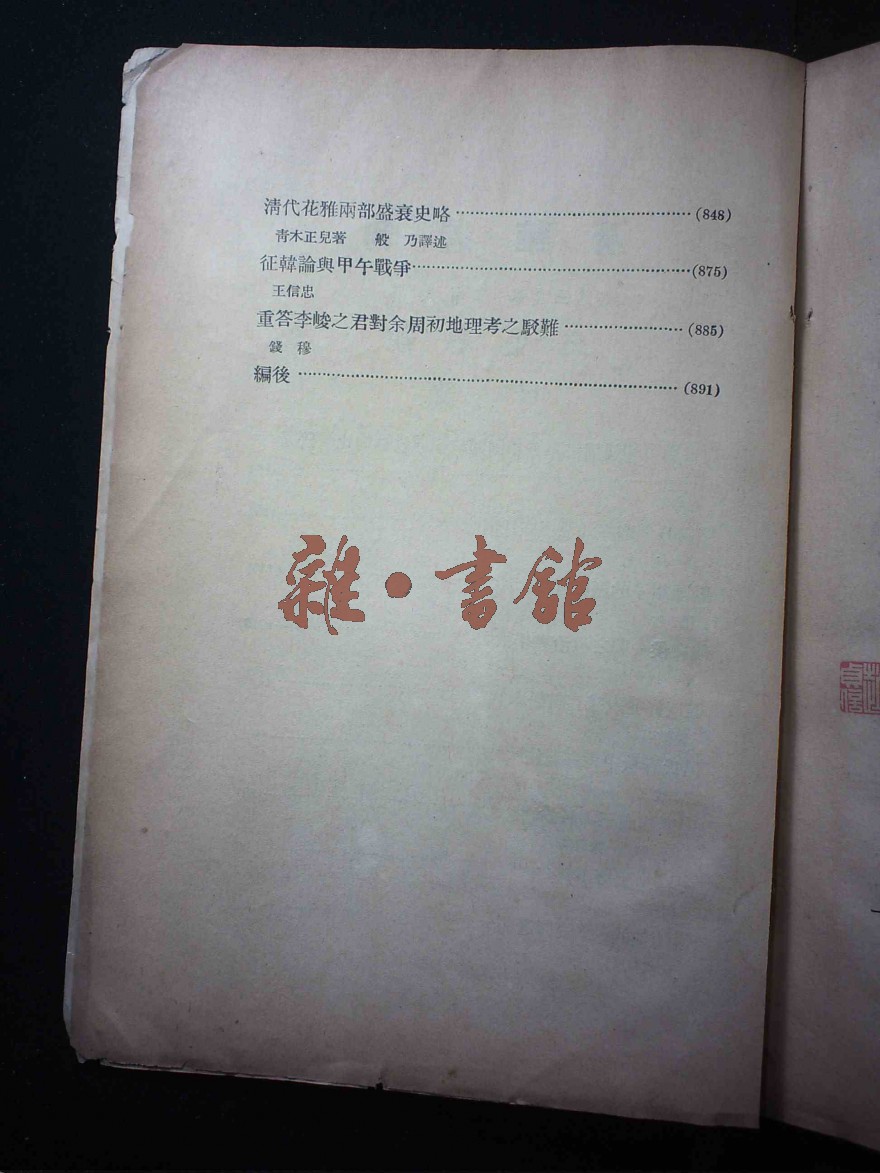 清代花雅兩部盛衰史略……………………………………(848)
青木正兒著　般　乃譯述
征韓論與甲午戰爭……………………………………(875)
王信忠
重答李峻之君對余周初地理考之駁難…………………(885)
錢　穆
編後……………………………………………………(891)
雜·書館